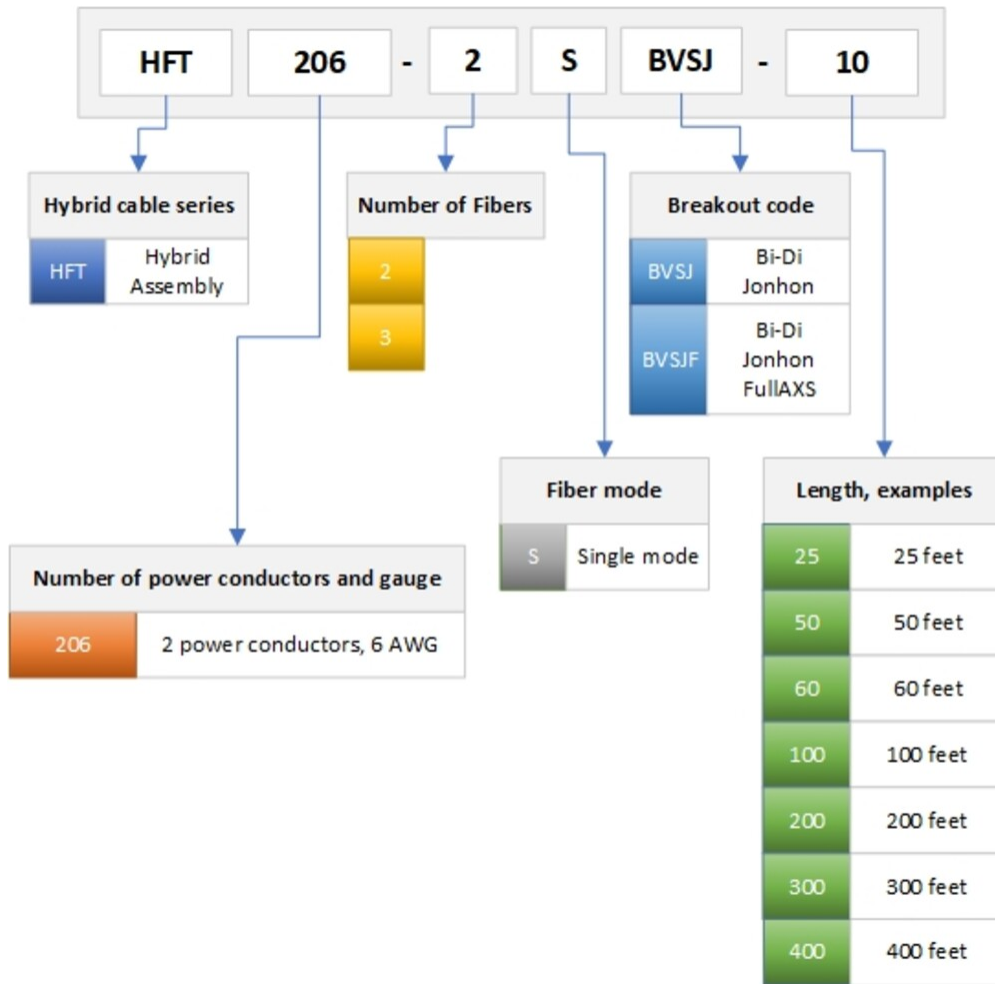 HFT 206 - 2 S BVSJ - 10
Hybrid cable series
HFT Hybrid
Assembly
Number of Fibers
2
3
Breakout code
BVSJ Bi-Di
Jonhon
BVSJF Bi-Di
Jonhon
FullAXS
Fiber mode
S Single mode
Length, examples
25 25 feet
50 50 feet
60 60 feet
100 100 feet
200 200 feet
300 300 feet
400 400 feet
Number of power conductors and gauge
206 2 power conductors, 6 AWG